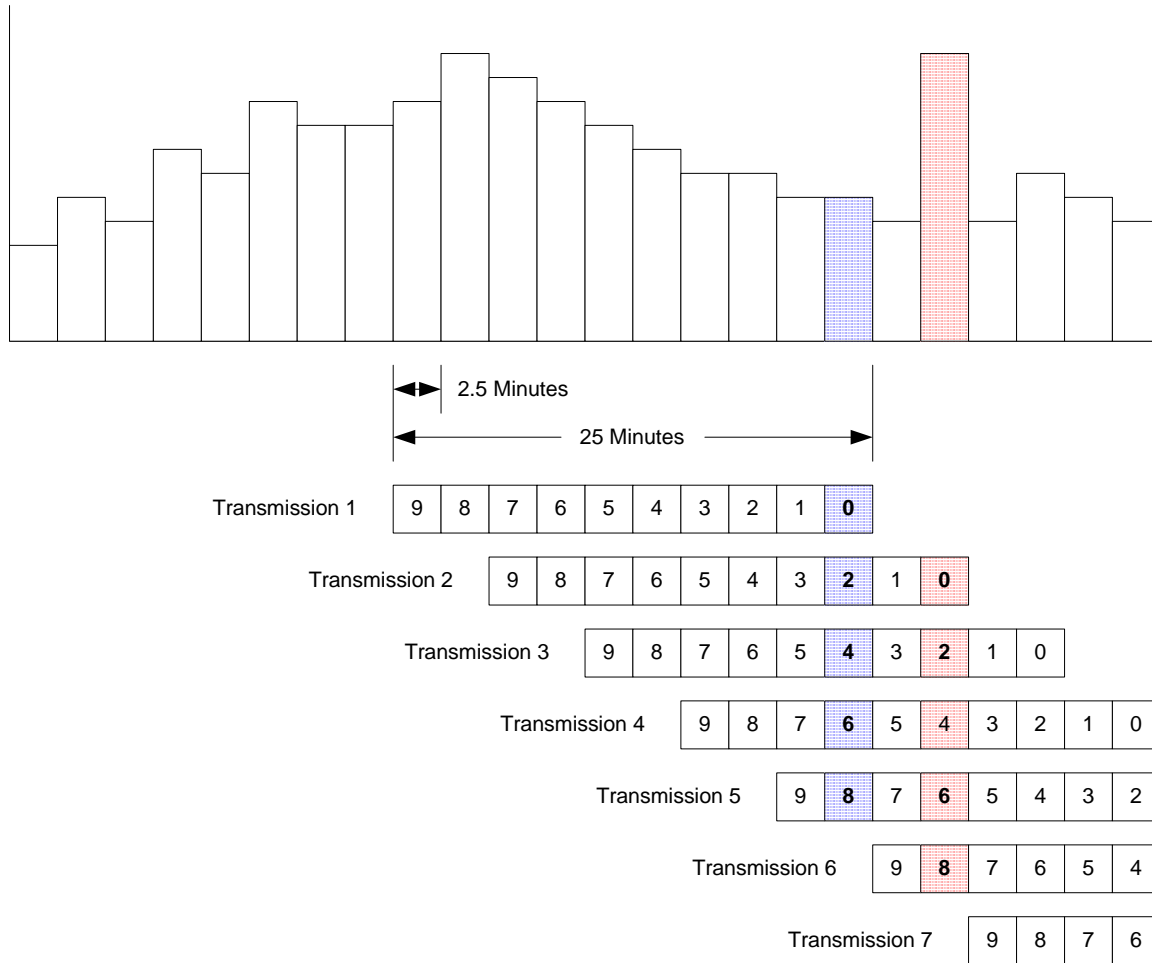 2.5 Minutes
25 Minutes
Transmission 1 9 8 7 6 5 4 3 2 1 0
Transmission 2 9 8 7 6 5 4 3 2 1 0
Transmission 3 9 8 7 6 5 4 3 2 1 0
Transmission 4 9 8 7 6 5 4 3 2 1 0
Transmission 5 9 8 7 6 5 4 3 2
Transmission 6 9 8 7 6 5 4
Transmission 7 9 8 7 6